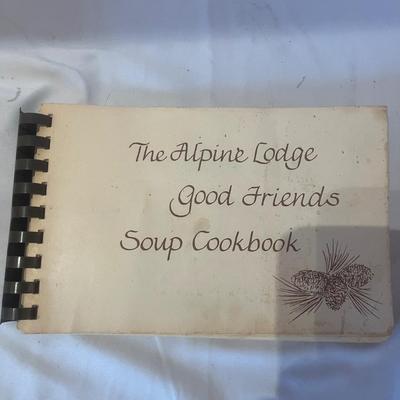 The Alpine Lodge
Good Friends
Soup Cookbook